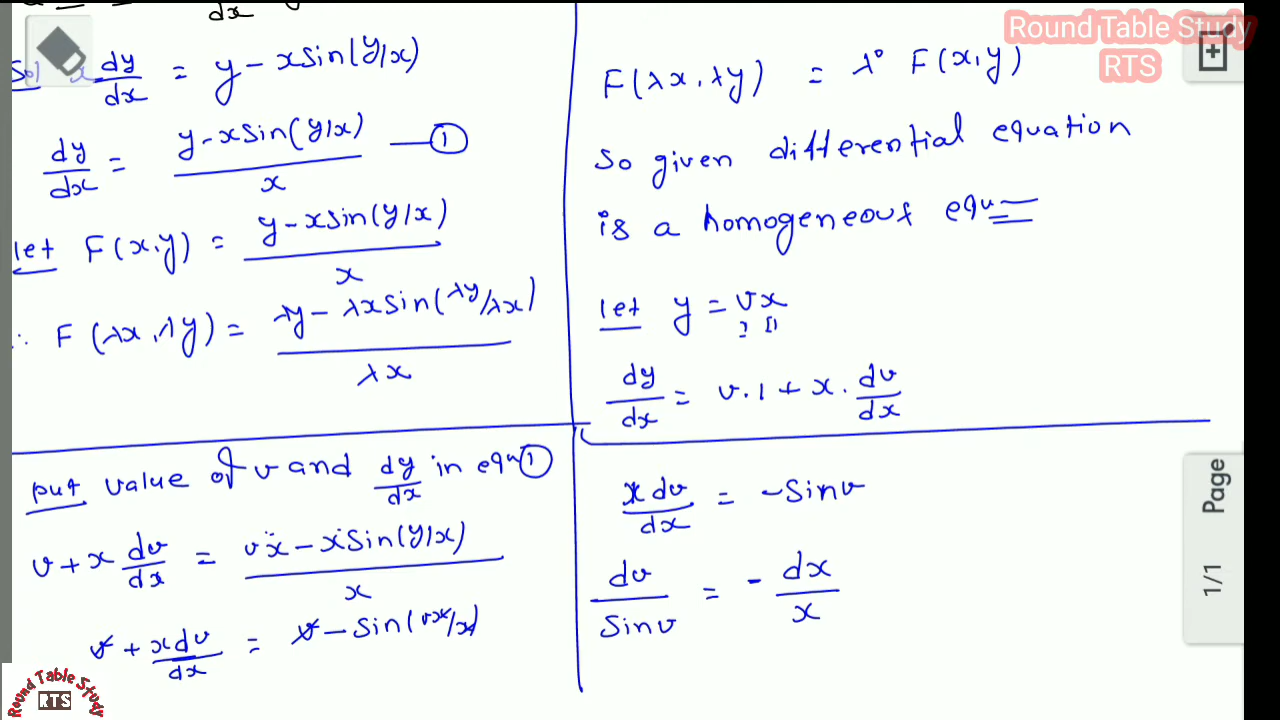 dx
Sol x dy/dx = y - x sin(y/x)
dy/dx = (y - x sin(y/x))/x — ①
let F(x,y) = (y - x sin(y/x))/x
∴ F(λx, λy) = (λy - λx sin(λy/λx))/λx
put value of v and dy/dx in equ ①
v + x dv/dx = (vx - x sin(y/x))/x
v + x dv/dx = v - sin(vx/x)
Round Table Study
RTS
F(λx, λy) = λ° F(x,y)
So given differential equation
is a homogeneous equ
let y = vx
dy/dx = v.1 + x. dv/dx
x dv/dx = -sin v
dv/sin v = - dx/x
Page
1/1
Round Table Study
RTS